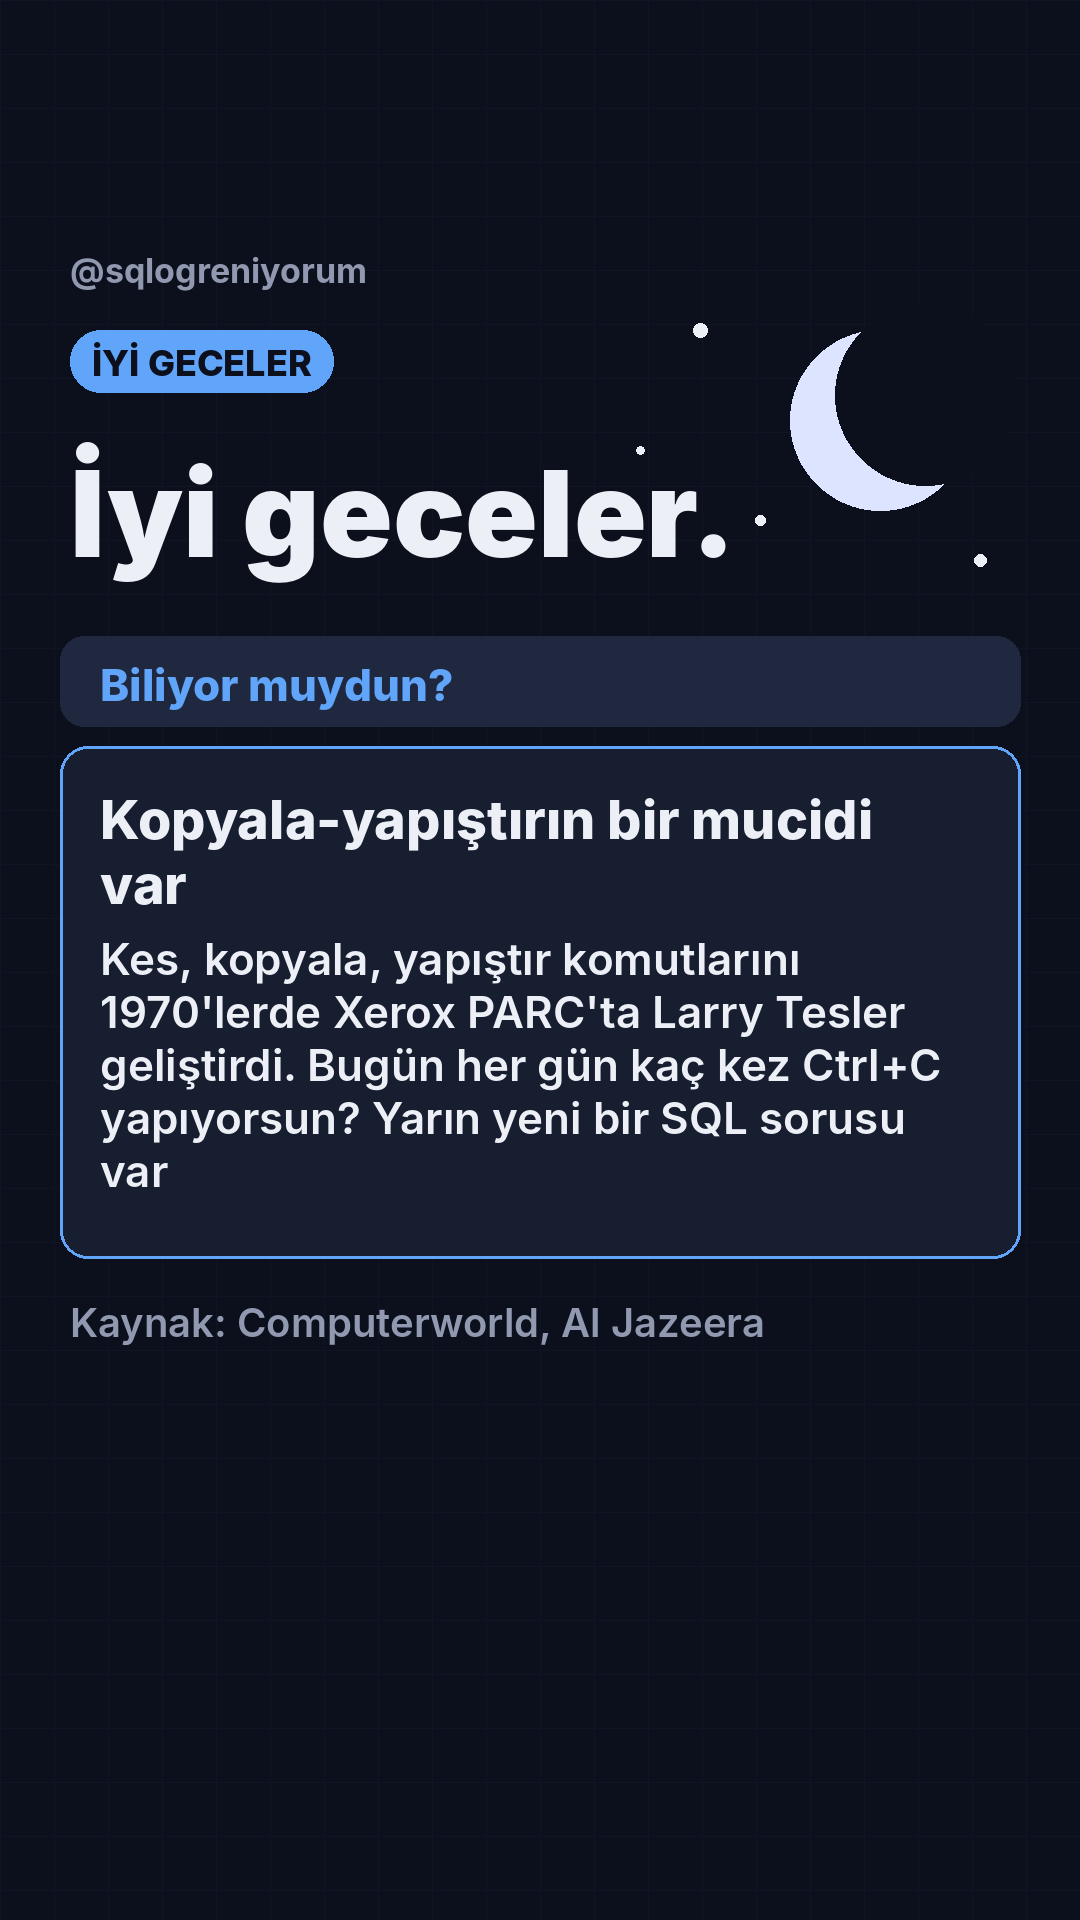 @sqlogreniyorum
İYİ GECELER
İyi geceler.
Biliyor muydun?
Kopyala-yapıştırın bir mucidi
var
Kes, kopyala, yapıştır komutlarını
1970'lerde Xerox PARC'ta Larry Tesler
geliştirdi. Bugün her gün kaç kez Ctrl+C
yapıyorsun? Yarın yeni bir SQL sorusu
var
Kaynak: Computerworld, Al Jazeera